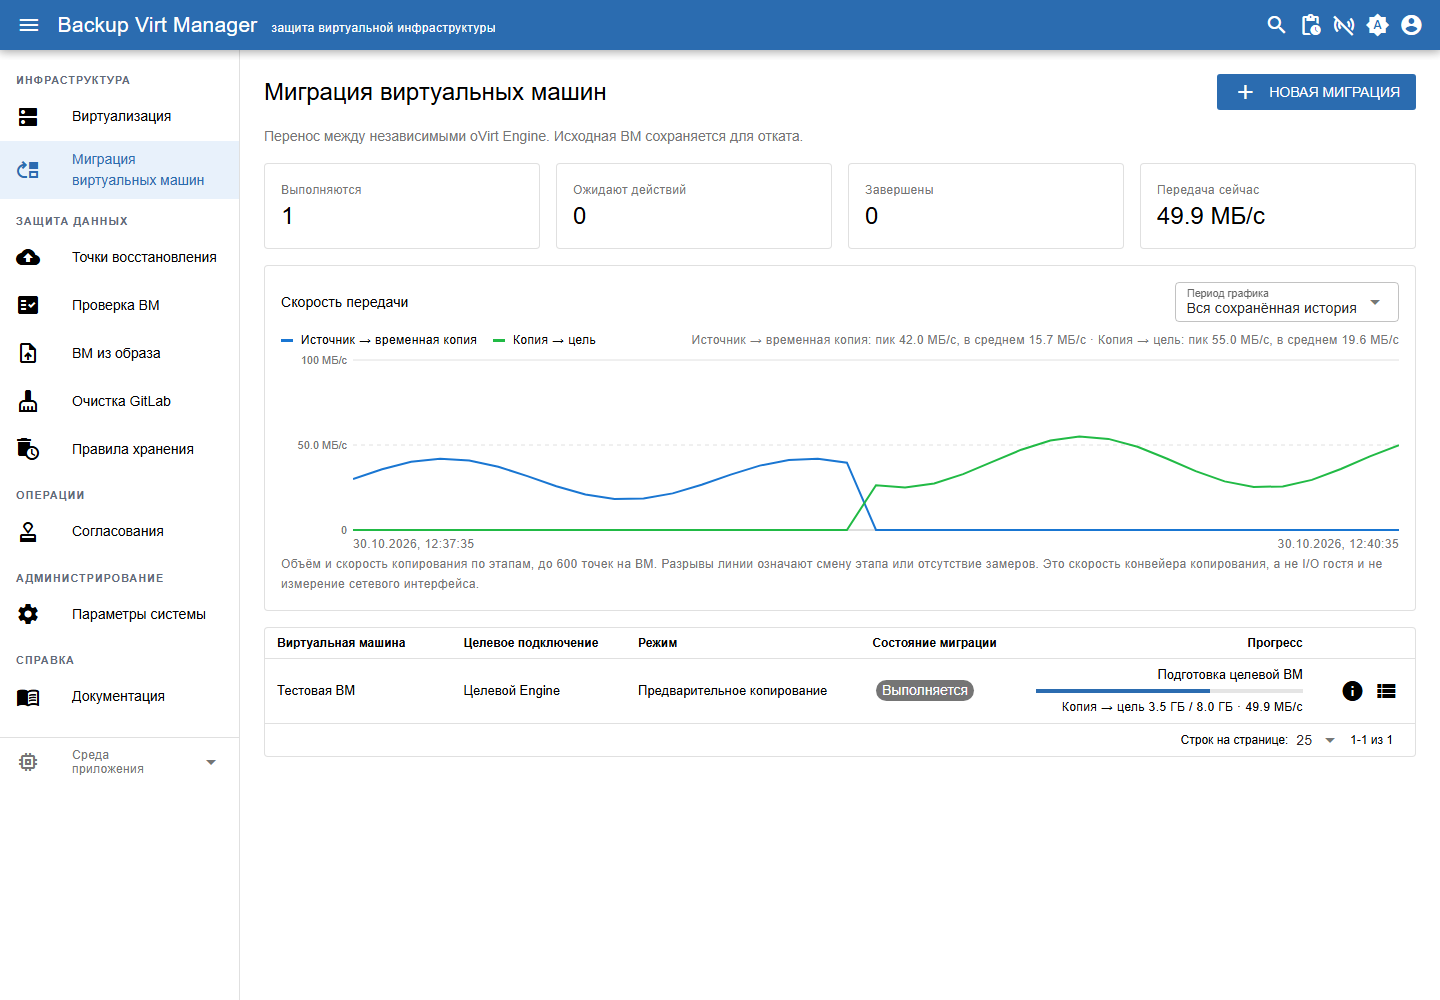 Backup Virt Manager защита виртуальной инфраструктуры
A
ИНФРАСТРУКТУРА
Виртуализация
Миграция
виртуальных машин
ЗАЩИТА ДАННЫХ
Точки восстановления
Проверка ВМ
ВМ из образа
Очистка GitLab
Правила хранения
ОПЕРАЦИИ
Согласования
АДМИНИСТРИРОВАНИЕ
Параметры системы
СПРАВКА
Документация
Среда
приложения
Миграция виртуальных машин
НОВАЯ МИГРАЦИЯ
Перенос между независимыми oVirt Engine. Исходная ВМ сохраняется для отката.
Выполняются
1
Ожидают действий
0
Завершены
0
Передача сейчас
49.9 МБ/с
Скорость передачи
Период графика
Вся сохранённая история
Источник → временная копия Копия → цель
Источник → временная копия: пик 42.0 МБ/с, в среднем 15.7 МБ/с · Копия → цель: пик 55.0 МБ/с, в среднем 19.6 МБ/с
100 МБ/с
50.0 МБ/с
0
30.10.2026, 12:37:35 30.10.2026, 12:40:35
Объём и скорость копирования по этапам, до 600 точек на ВМ. Разрывы линии означают смену этапа или отсутствие замеров. Это скорость конвейера копирования, а не I/O гостя и не
измерение сетевого интерфейса.
Виртуальная машина Целевое подключение Режим Состояние миграции Прогресс
Тестовая ВМ Целевой Engine Предварительное копирование Выполняется
Подготовка целевой ВМ
Копия → цель 3.5 ГБ / 8.0 ГБ · 49.9 МБ/с
Строк на странице: 25 1-1 из 1